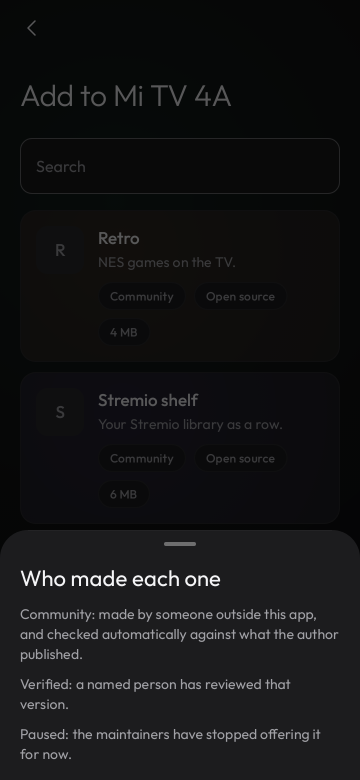 Add to Mi TV 4A
Search
R
Retro
NES games on the TV.
Community
Open source
4 MB
S
Stremio shelf
Your Stremio library as a row.
Community
Open source
6 MB
Who made each one
Community: made by someone outside this app,
and checked automatically against what the author
published.
Verified: a named person has reviewed that
version.
Paused: the maintainers have stopped offering it
for now.